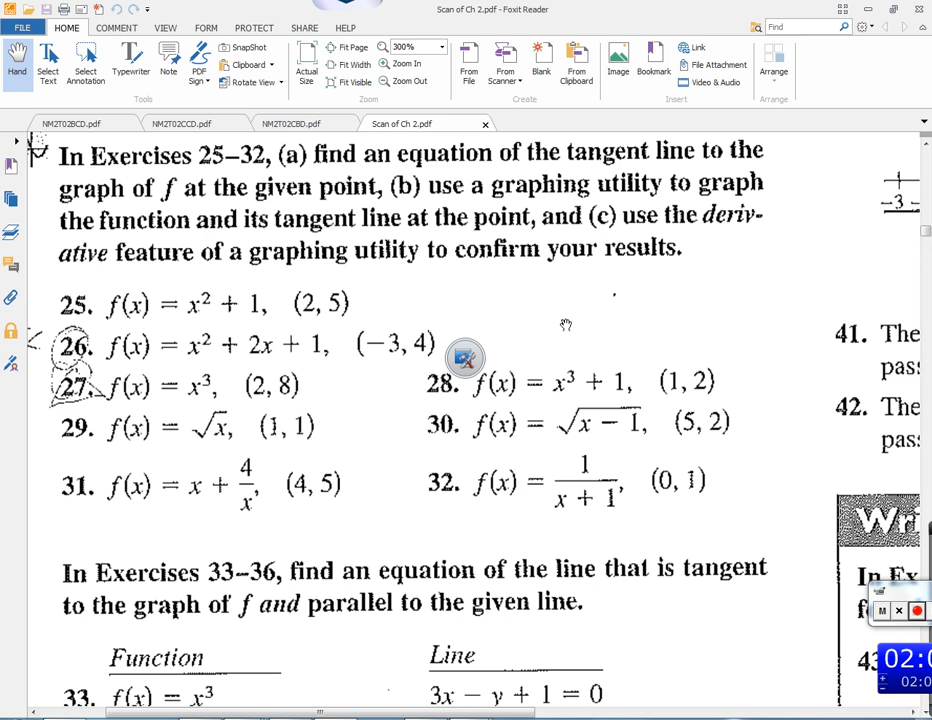 Scan of Ch 2.pdf - Foxit Reader
FILE HOME COMMENT VIEW FORM PROTECT SHARE HELP
Find
Hand
Select Text
Select Annotation
Typewriter
Note
PDF Sign
SnapShot
Clipboard
Rotate View
Tools
Actual Size
Fit Page
Fit Width
Fit Visible
300%
Zoom In
Zoom Out
Zoom
From File
From Scanner
Blank
From Clipboard
Create
Image
Bookmark
Link
File Attachment
Video & Audio
Insert
Arrange
Arrange
NM2T02BCD.pdf NM2T02CCD.pdf NM2T02CBD.pdf Scan of Ch 2.pdf
In Exercises 25–32, (a) find an equation of the tangent line to the
graph of f at the given point, (b) use a graphing utility to graph
the function and its tangent line at the point, and (c) use the deriv-
ative feature of a graphing utility to confirm your results.
25. f(x) = x² + 1, (2, 5)
26. f(x) = x² + 2x + 1, (−3, 4)
27. f(x) = x³, (2, 8) 28. f(x) = x³ + 1, (1, 2)
29. f(x) = √x, (1, 1) 30. f(x) = √(x − 1), (5, 2)
31. f(x) = x + 4/x, (4, 5) 32. f(x) = 1/(x + 1), (0, 1)
In Exercises 33–36, find an equation of the line that is tangent
to the graph of f and parallel to the given line.
Function Line
33. f(x) = x³ 3x − y + 1 = 0
−3
41. The
pass
42. The
pass
Wri
In Ex
M
02:0
02:0